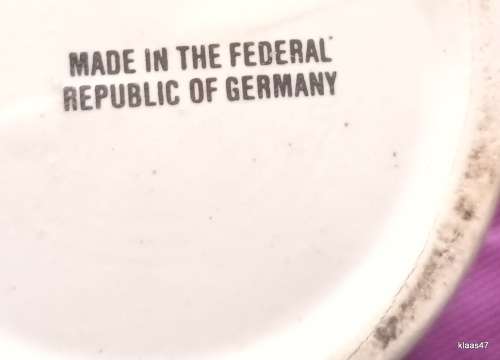 MADE IN THE FEDERAL
REPUBLIC OF GERMANY
klaas47